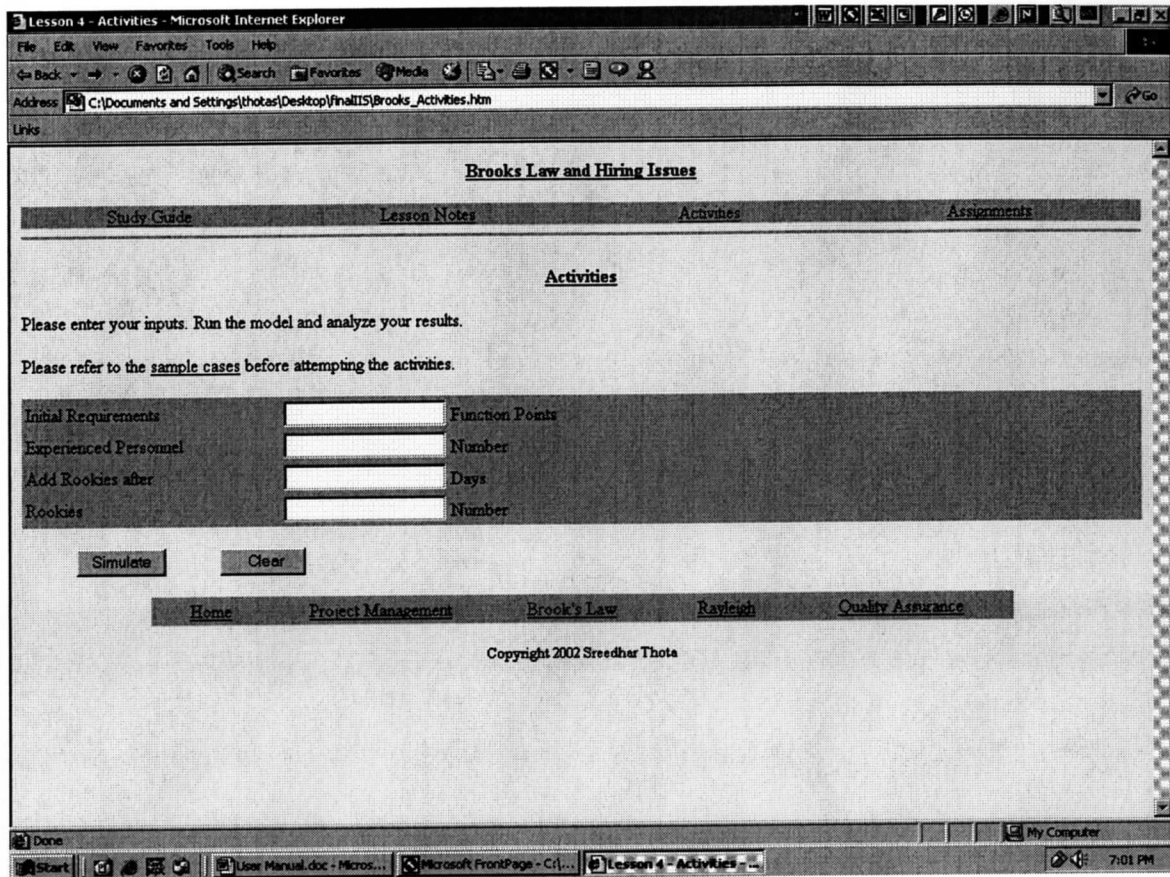 Lesson 4 - Activities - Microsoft Internet Explorer
File Edit View Favorites Tools Help
Back Search Favorites Media
Address C:\Documents and Settings\thotas\Desktop\finalIIS\Brooks_Activities.htm Go
Links
Brooks Law and Hiring Issues
Study Guide Lesson Notes Activities Assignments
Activities
Please enter your inputs. Run the model and analyze your results.
Please refer to the sample cases before attempting the activities.
Initial Requirements Function Points
Experienced Personnel Number
Add Rookies after Days
Rookies Number
Simulate Clear
Home Project Management Brook's Law Rayleigh Quality Assurance
Copyright 2002 Sreedhar Thota
Done My Computer
Start User Manual.doc - Micros... Microsoft FrontPage - C:\... Lesson 4 - Activities - ... 7:01 PM